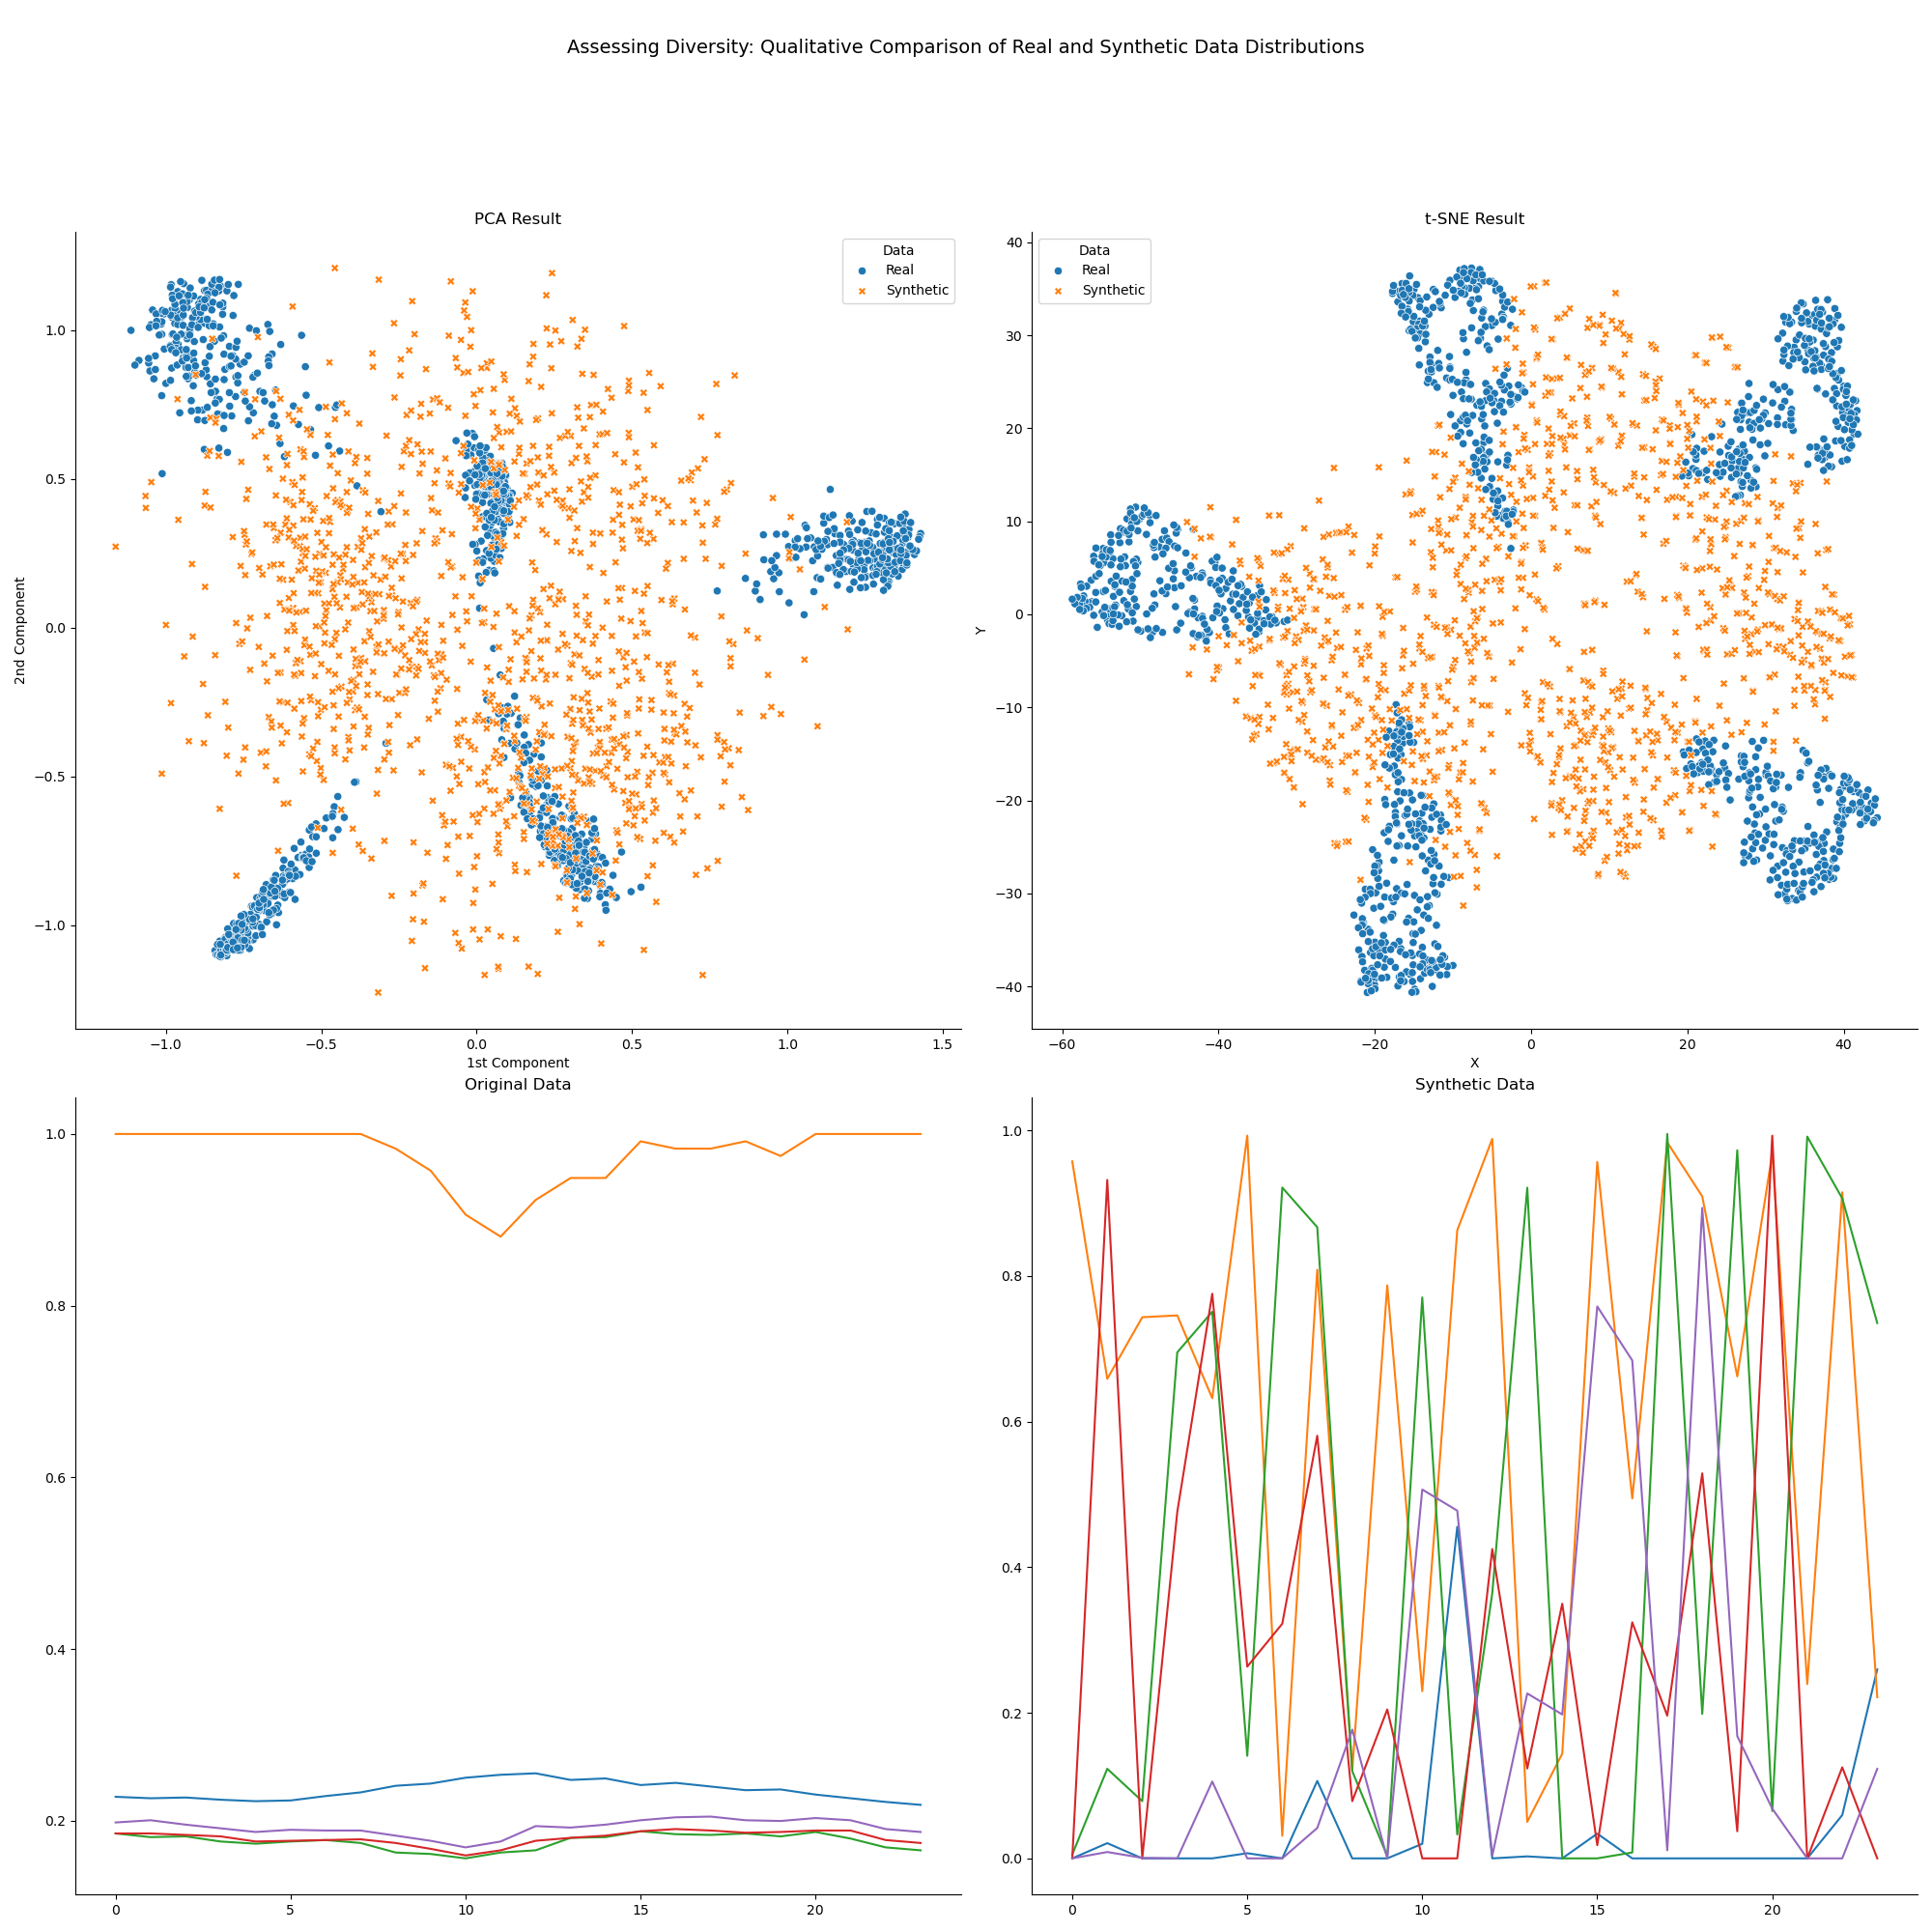 Assessing Diversity: Qualitative Comparison of Real and Synthetic Data Distributions
PCA Result
Data
Real
Synthetic
1.0
0.5
0.0
−0.5
−1.0
2nd Component
−1.0 −0.5 0.0 0.5 1.0 1.5
1st Component
t-SNE Result
Data
Real
Synthetic
40
30
20
10
0
−10
−20
−30
−40
Y
−60 −40 −20 0 20 40
X
Original Data
1.0
0.8
0.6
0.4
0.2
0 5 10 15 20
Synthetic Data
1.0
0.8
0.6
0.4
0.2
0.0
0 5 10 15 20